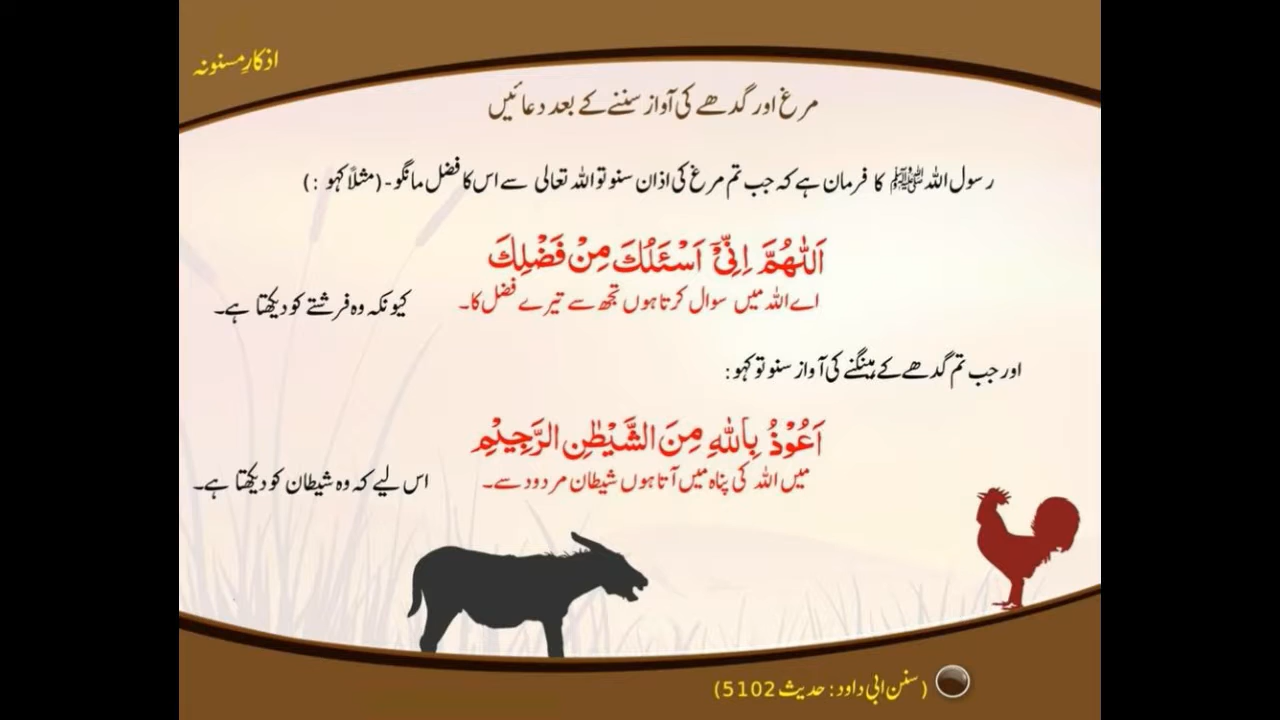 اذکارِ مسنونہ
مرغ اور گدھے کی آواز سننے کے بعد دعائیں
رسول اللہ ﷺ کا فرمان ہے کہ جب تم مرغ کی اذان سنو تو اللہ تعالی سے اس کا فضل مانگو - (مثلاً کہو :)
اَللّٰهُمَّ اِنِّىْٓ اَسْئَلُكَ مِنْ فَضْلِكَ
اے اللہ میں سوال کرتا ہوں تجھ سے تیرے فضل کا۔ کیونکہ وہ فرشتے کو دیکھتا ہے۔
اور جب تم گدھے کے ہینگنے کی آواز سنو تو کہو :
اَعُوْذُ بِاللّٰهِ مِنَ الشَّيْطٰنِ الرَّجِيْمِ
میں اللہ کی پناہ میں آتا ہوں شیطان مردود سے۔ اس لیے کہ وہ شیطان کو دیکھتا ہے۔
(سنن ابی داود : حدیث 5102)